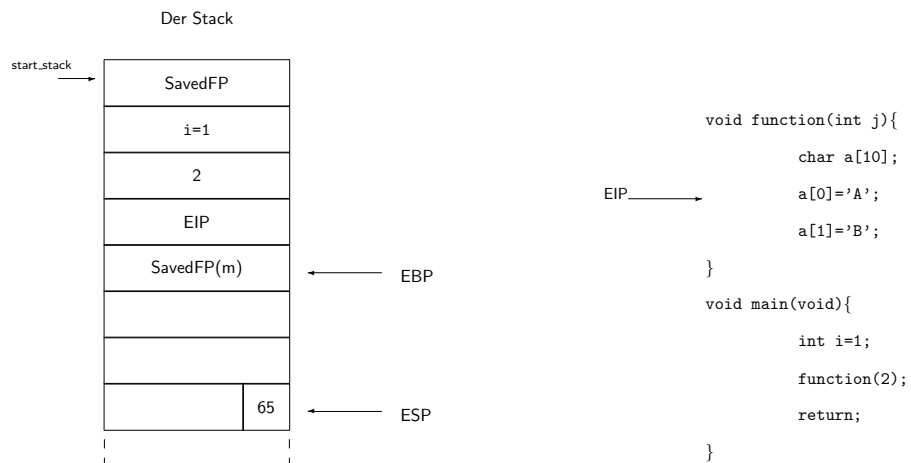 Der Stack
start_stack
SavedFP
i=1
2
EIP
SavedFP(m)
EBP
65
ESP
EIP
void function(int j){
char a[10];
a[0]='A';
a[1]='B';
}
void main(void){
int i=1;
function(2);
return;
}